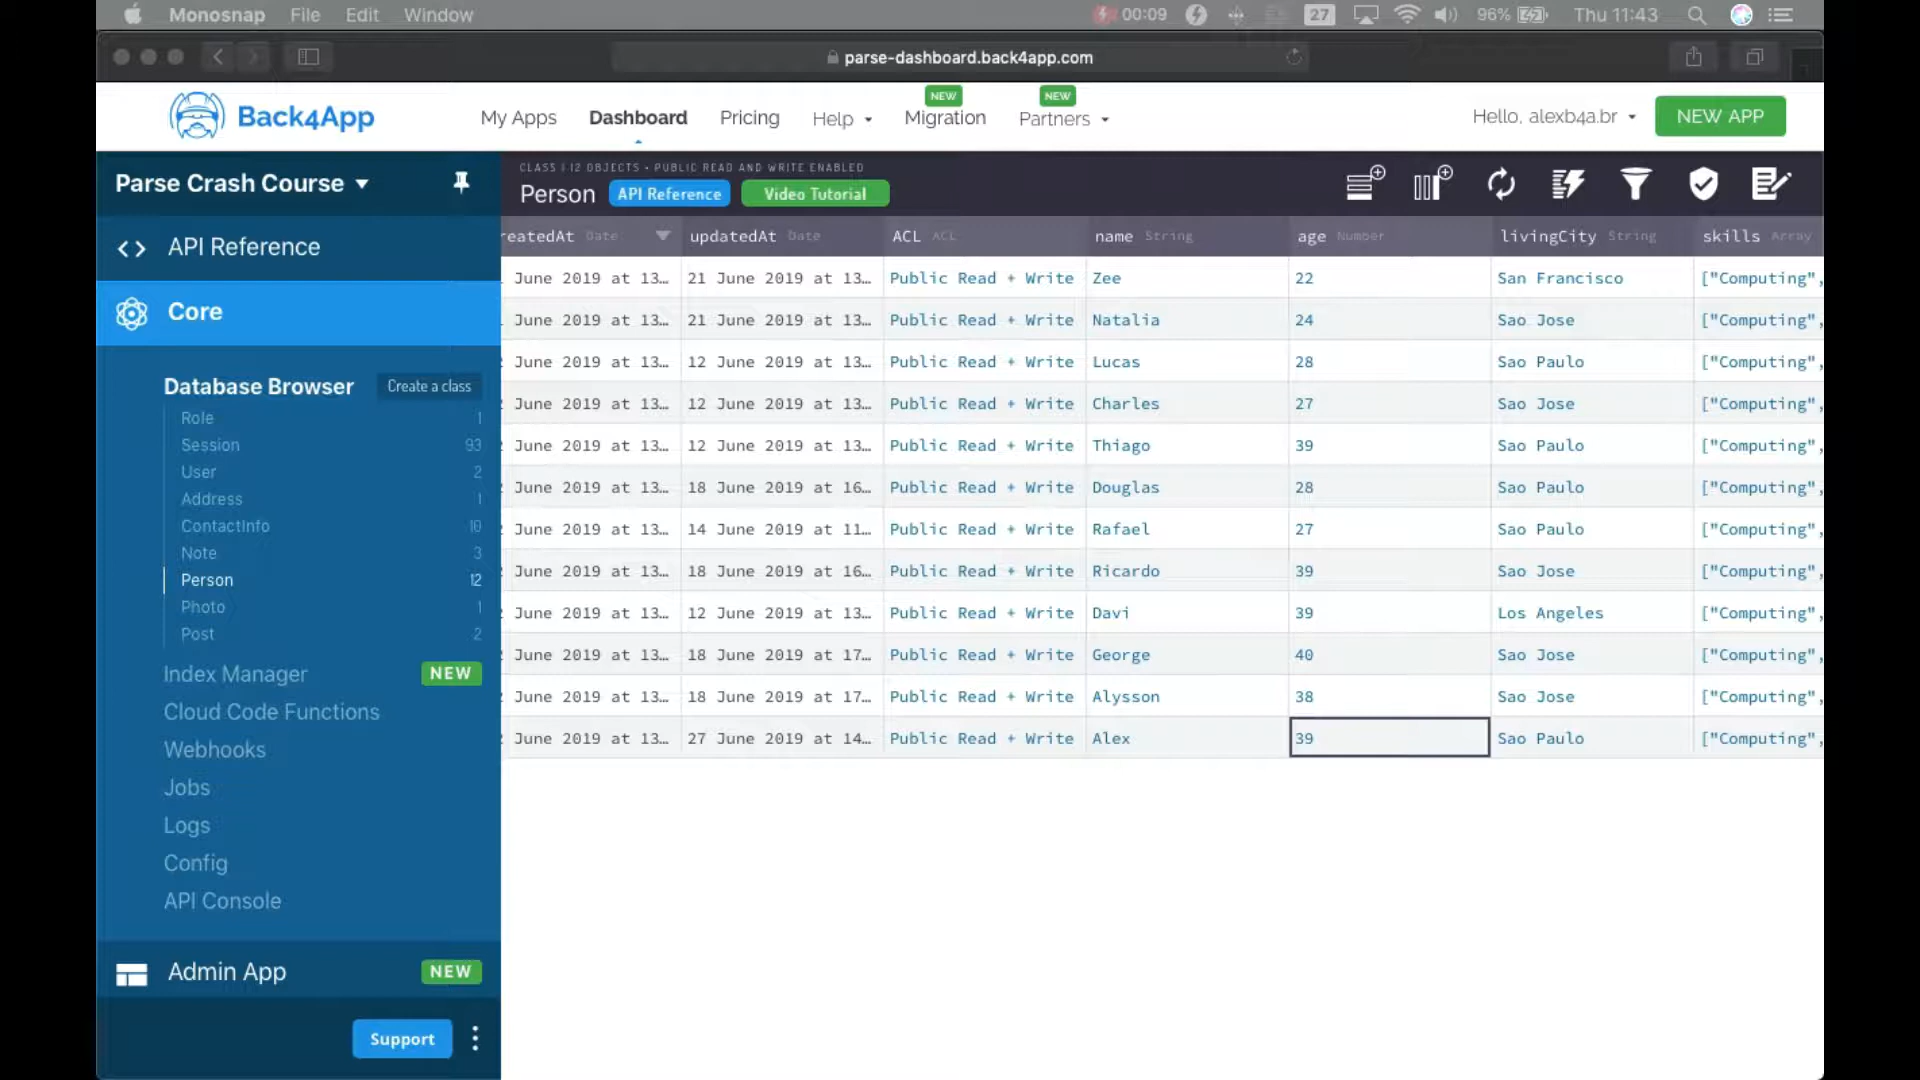 Monosnap File Edit Window 00:09 27 96% Thu 11:43
parse-dashboard.back4app.com
Back4App My Apps Dashboard Pricing Help NEW Migration NEW Partners Hello, alexb4a.br NEW APP
Parse Crash Course
CLASS | 12 OBJECTS • PUBLIC READ AND WRITE ENABLED
Person API Reference Video Tutorial
API Reference
Core
Database Browser Create a class
Role 1
Session 93
User 2
Address 1
ContactInfo 10
Note 3
Person 12
Photo 1
Post 2
Index Manager NEW
Cloud Code Functions
Webhooks
Jobs
Logs
Config
API Console
Admin App NEW
Support
reatedAt Date updatedAt Date ACL ACL name String age Number livingCity String skills Array
June 2019 at 13… 21 June 2019 at 13… Public Read + Write Zee 22 San Francisco ["Computing",
June 2019 at 13… 21 June 2019 at 13… Public Read + Write Natalia 24 Sao Jose ["Computing",
June 2019 at 13… 12 June 2019 at 13… Public Read + Write Lucas 28 Sao Paulo ["Computing",
June 2019 at 13… 12 June 2019 at 13… Public Read + Write Charles 27 Sao Jose ["Computing",
June 2019 at 13… 12 June 2019 at 13… Public Read + Write Thiago 39 Sao Paulo ["Computing",
June 2019 at 13… 18 June 2019 at 16… Public Read + Write Douglas 28 Sao Paulo ["Computing",
June 2019 at 13… 14 June 2019 at 11… Public Read + Write Rafael 27 Sao Paulo ["Computing",
June 2019 at 13… 18 June 2019 at 16… Public Read + Write Ricardo 39 Sao Jose ["Computing",
June 2019 at 13… 12 June 2019 at 13… Public Read + Write Davi 39 Los Angeles ["Computing",
June 2019 at 13… 18 June 2019 at 17… Public Read + Write George 40 Sao Jose ["Computing",
June 2019 at 13… 18 June 2019 at 17… Public Read + Write Alysson 38 Sao Jose ["Computing",
June 2019 at 13… 27 June 2019 at 14… Public Read + Write Alex 39 Sao Paulo ["Computing",